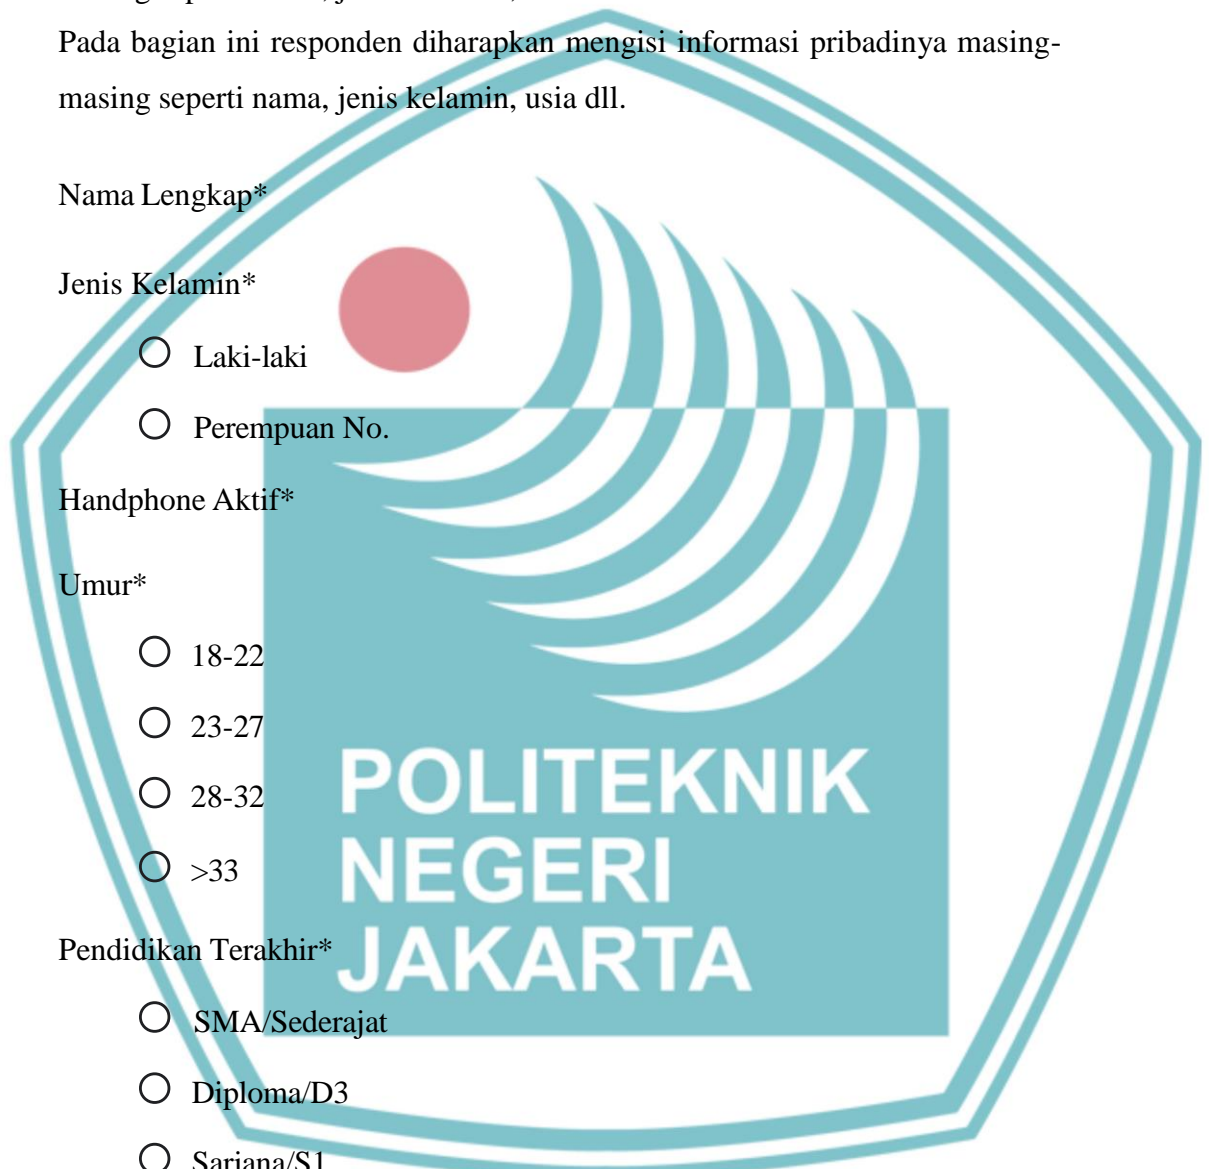 Pada bagian ini responden diharapkan mengisi informasi pribadinya masing-
masing seperti nama, jenis kelamin, usia dll.
Nama Lengkap*
Jenis Kelamin*
Laki-laki
Perempuan No.
Handphone Aktif*
Umur*
18-22
23-27
28-32
>33
POLITEKNIK
NEGERI
JAKARTA
Pendidikan Terakhir*
SMA/Sederajat
Diploma/D3
Sarjana/S1